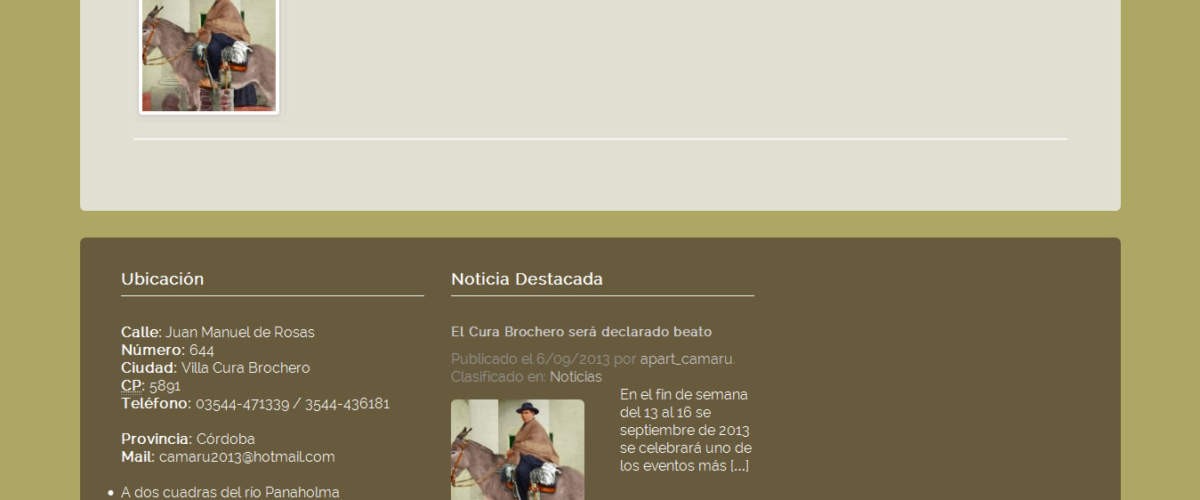 Ubicación
Calle: Juan Manuel de Rosas
Número: 644
Ciudad: Villa Cura Brochero
CP: 5891
Teléfono: 03544-471339 / 3544-436181
Provincia: Córdoba
Mail: camaru2013@hotmail.com
A dos cuadras del río Panaholma
Noticia Destacada
El Cura Brochero será declarado beato
Publicado el 6/09/2013 por apart_camaru.
Clasificado en: Noticias
En el fin de semana
del 13 al 16 se
septiembre de 2013
se celebrará uno de
los eventos más [...]